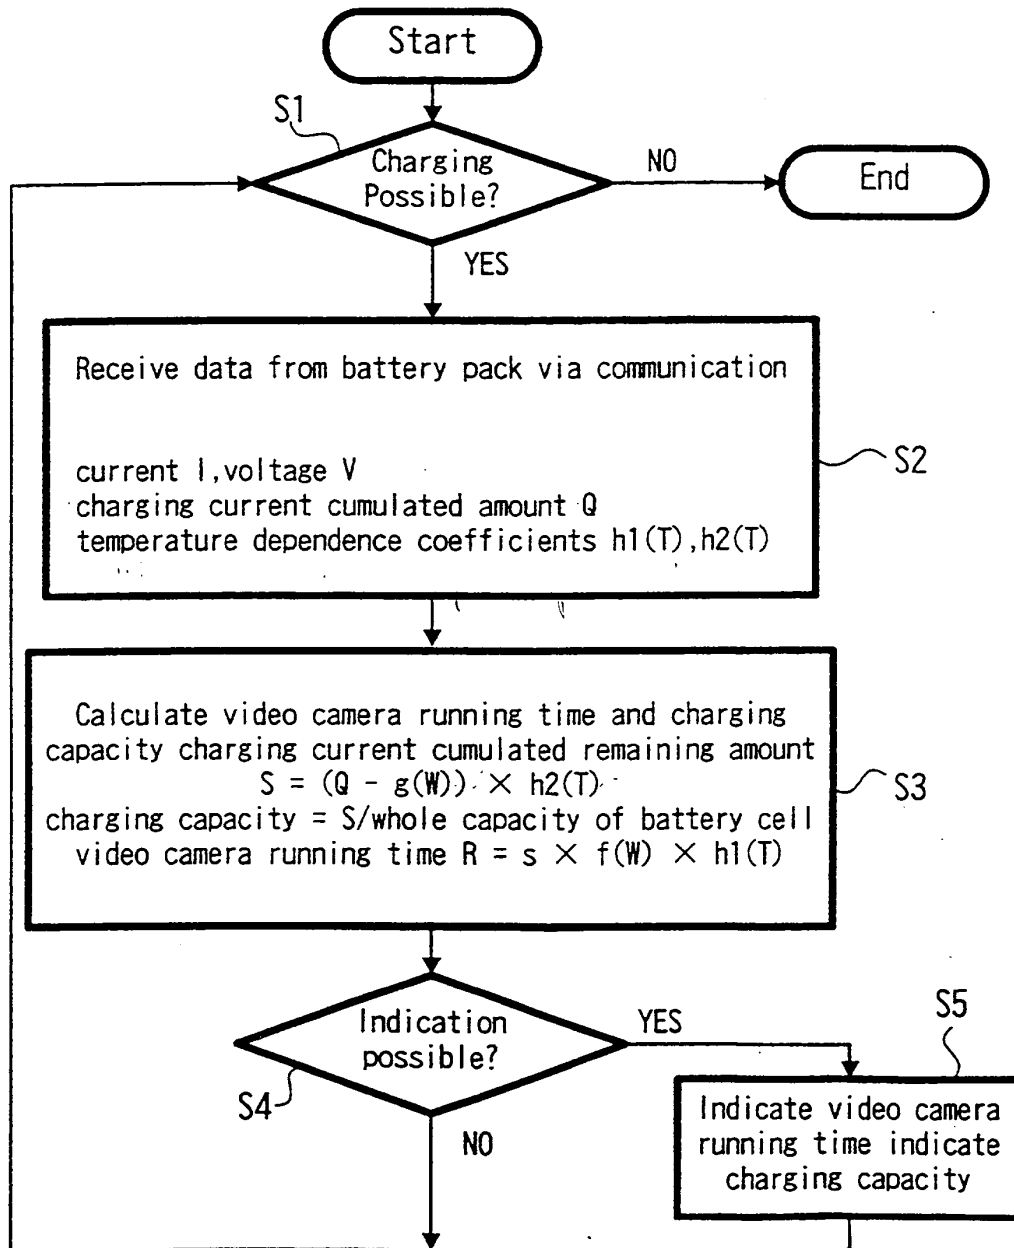 Start
S1
Charging
Possible?
NO
End
YES
Receive data from battery pack via communication
current I,voltage V
charging current cumulated amount Q
temperature dependence coefficients h1(T),h2(T)
S2
Calculate video camera running time and charging
capacity charging current cumulated remaining amount
S = (Q - g(W)) × h2(T)
charging capacity = S/whole capacity of battery cell
video camera running time R = s × f(W) × h1(T)
S3
Indication
possible?
YES
S5
S4
NO
Indicate video camera
running time indicate
charging capacity